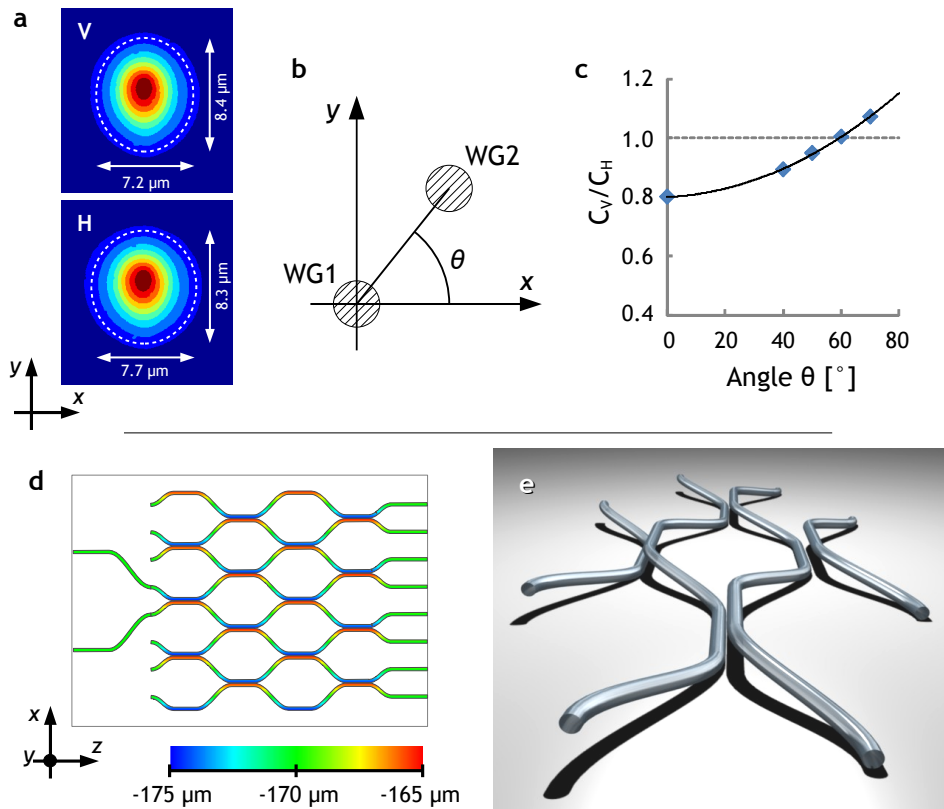 a
V
8.4 µm
7.2 µm
H
8.3 µm
7.7 µm
y
x
b
y
WG2
θ
WG1
x
c
C_V/C_H
1.2
1.0
0.8
0.6
0.4
0 20 40 60 80
Angle θ [°]
d
x
y z
-175 µm -170 µm -165 µm
e